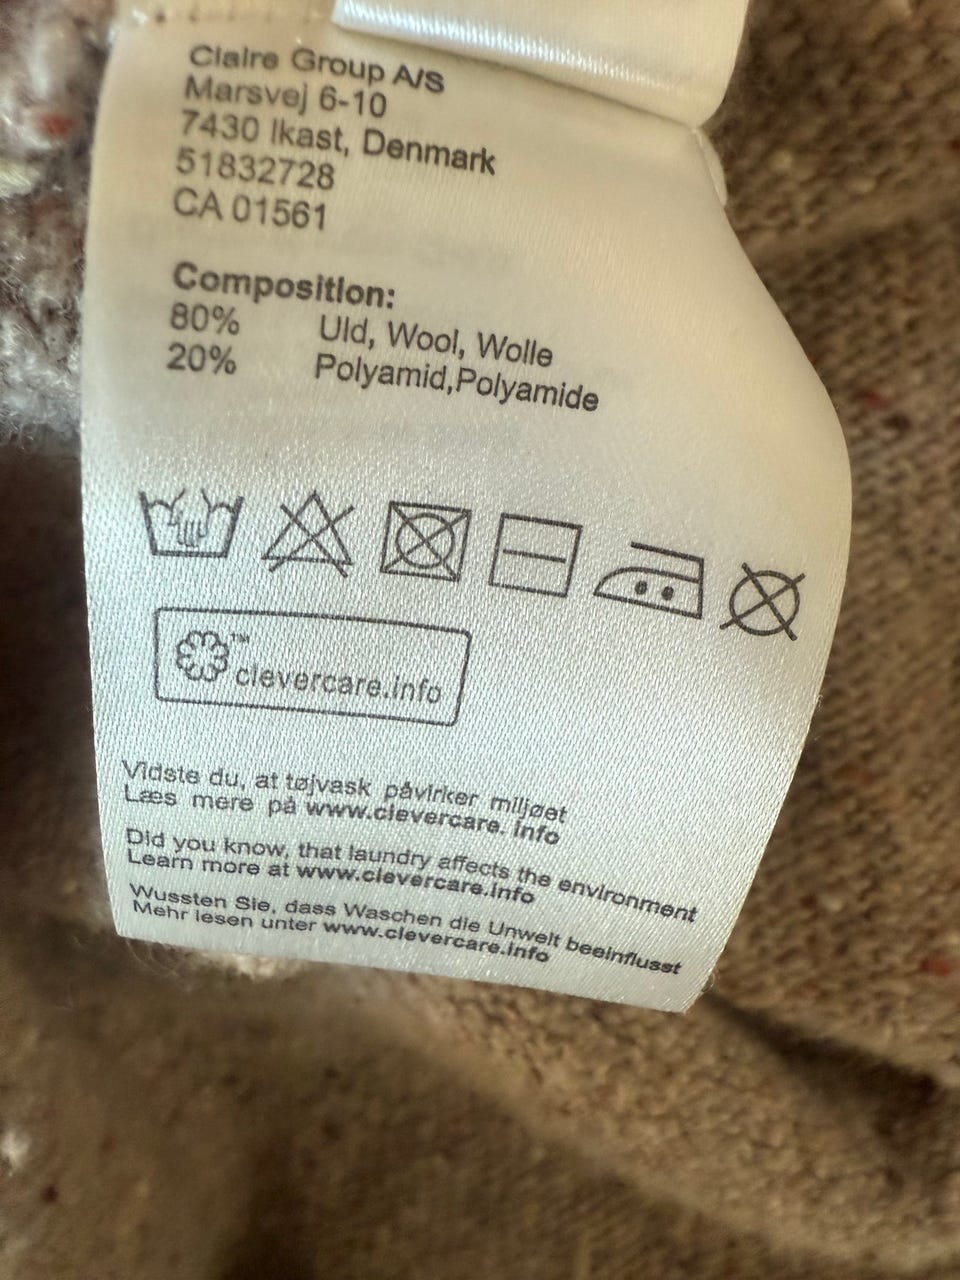 Claire Group A/S
Marsvej 6-10
7430 Ikast, Denmark
51832728
CA 01561
Composition:
80% Uld, Wool, Wolle
20% Polyamid,Polyamide
™
clevercare.info
Vidste du, at tøjvask påvirker miljøet
Læs mere på www.clevercare. info
Did you know, that laundry affects the environment
Learn more at www.clevercare.info
Wussten Sie, dass Waschen die Unwelt beeinflusst
Mehr lesen unter www.clevercare.info